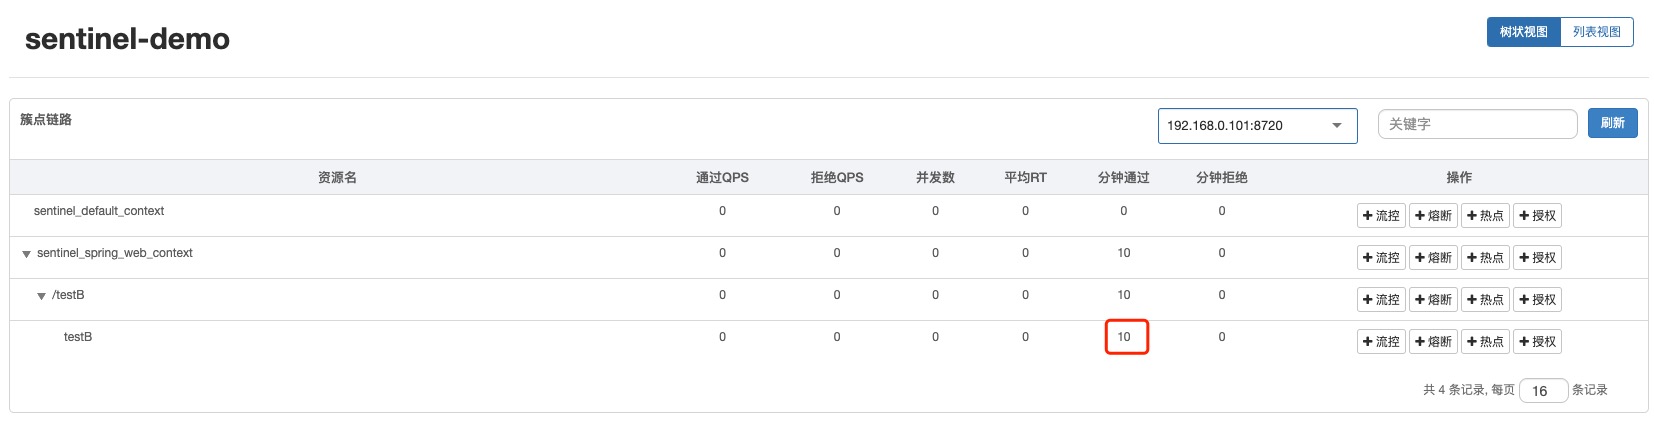 sentinel-demo
树状视图 列表视图
簇点链路 192.168.0.101:8720 关键字 刷新
资源名 通过QPS 拒绝QPS 并发数 平均RT 分钟通过 分钟拒绝 操作
sentinel_default_context 0 0 0 0 0 0 流控 熔断 热点 授权
sentinel_spring_web_context 0 0 0 0 10 0 流控 熔断 热点 授权
/testB 0 0 0 0 10 0 流控 熔断 热点 授权
testB 0 0 0 0 10 0 流控 熔断 热点 授权
共 4 条记录, 每页 16 条记录